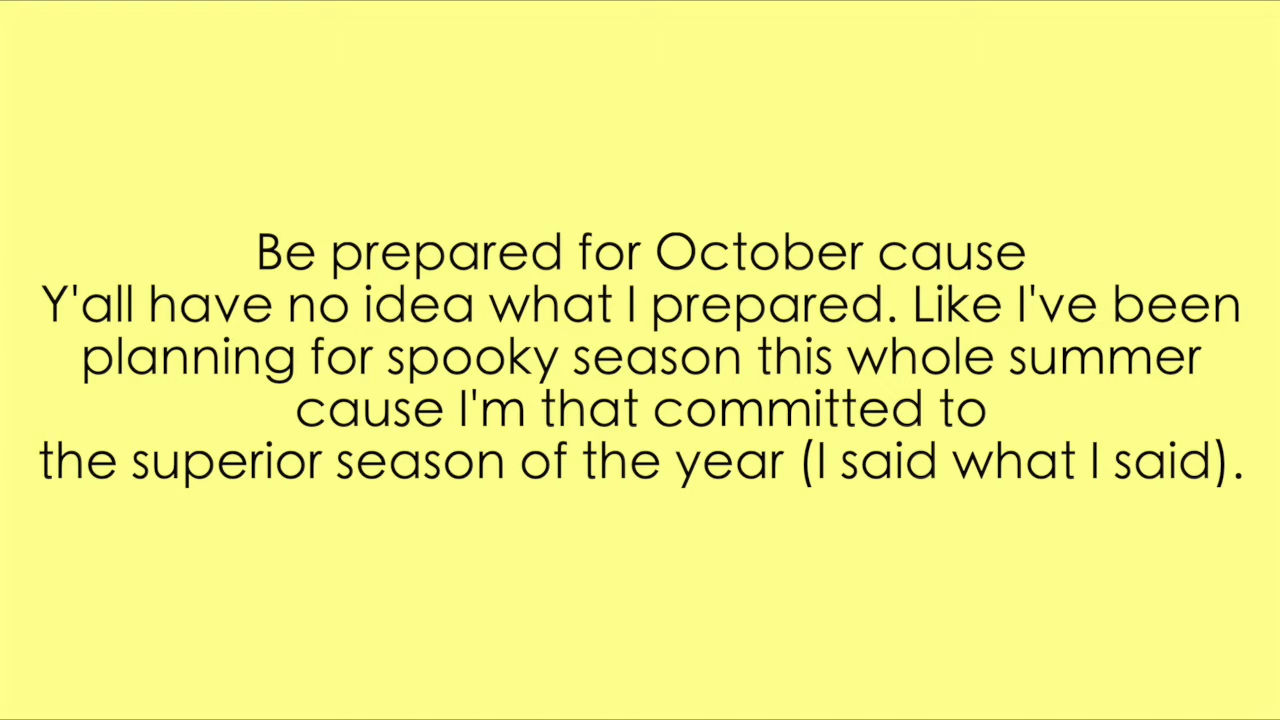 Be prepared for October cause
Y'all have no idea what I prepared. Like I've been
planning for spooky season this whole summer
cause I'm that committed to
the superior season of the year (I said what I said).